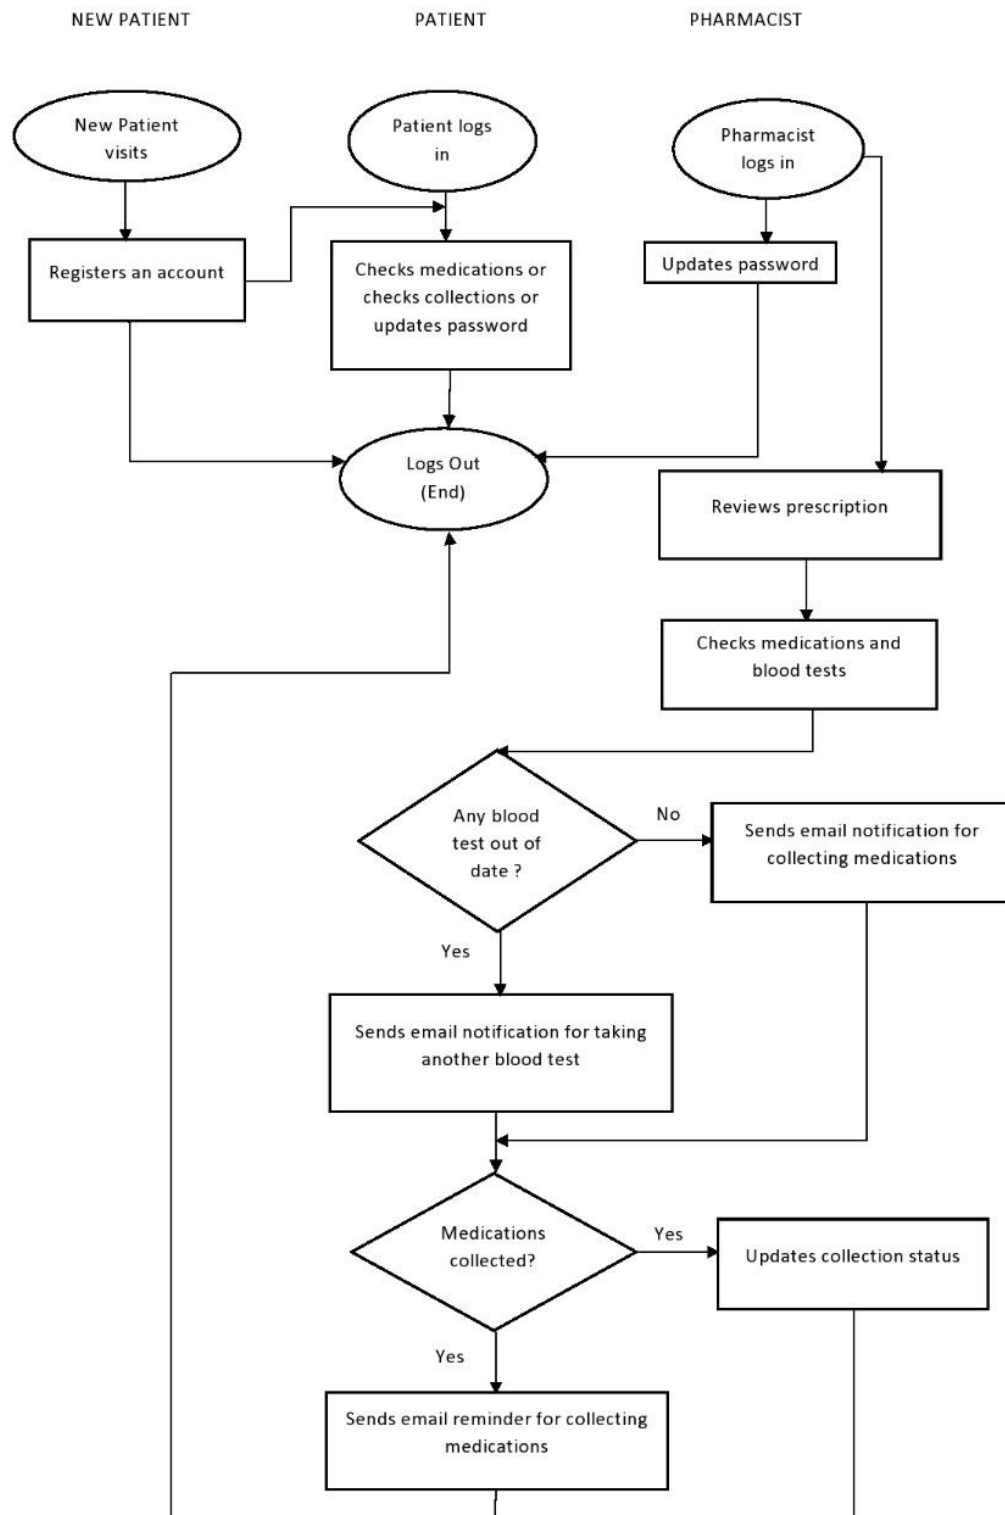 NEW PATIENT
PATIENT
PHARMACIST
New Patient
visits
Patient logs
in
Pharmacist
logs in
Registers an account
Checks medications or
checks collections or
updates password
Updates password
Logs Out
(End)
Reviews prescription
Checks medications and
blood tests
Any blood
test out of
date ?
No
Sends email notification for
collecting medications
Yes
Sends email notification for taking
another blood test
Medications
collected?
Yes
Updates collection status
Yes
Sends email reminder for collecting
medications